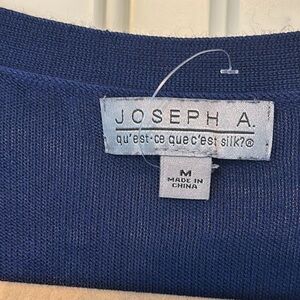 JOSEPH A.
qu'est-ce que c'est silk?®
M
MADE IN
CHINA